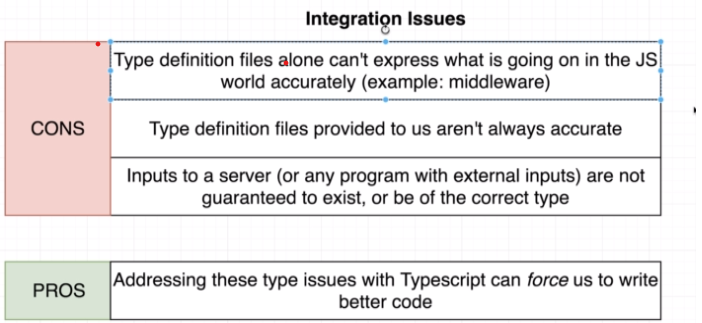 Integration Issues
CONS
Type definition files alone can't express what is going on in the JS
world accurately (example: middleware)
Type definition files provided to us aren't always accurate
Inputs to a server (or any program with external inputs) are not
guaranteed to exist, or be of the correct type
PROS
Addressing these type issues with Typescript can force us to write
better code